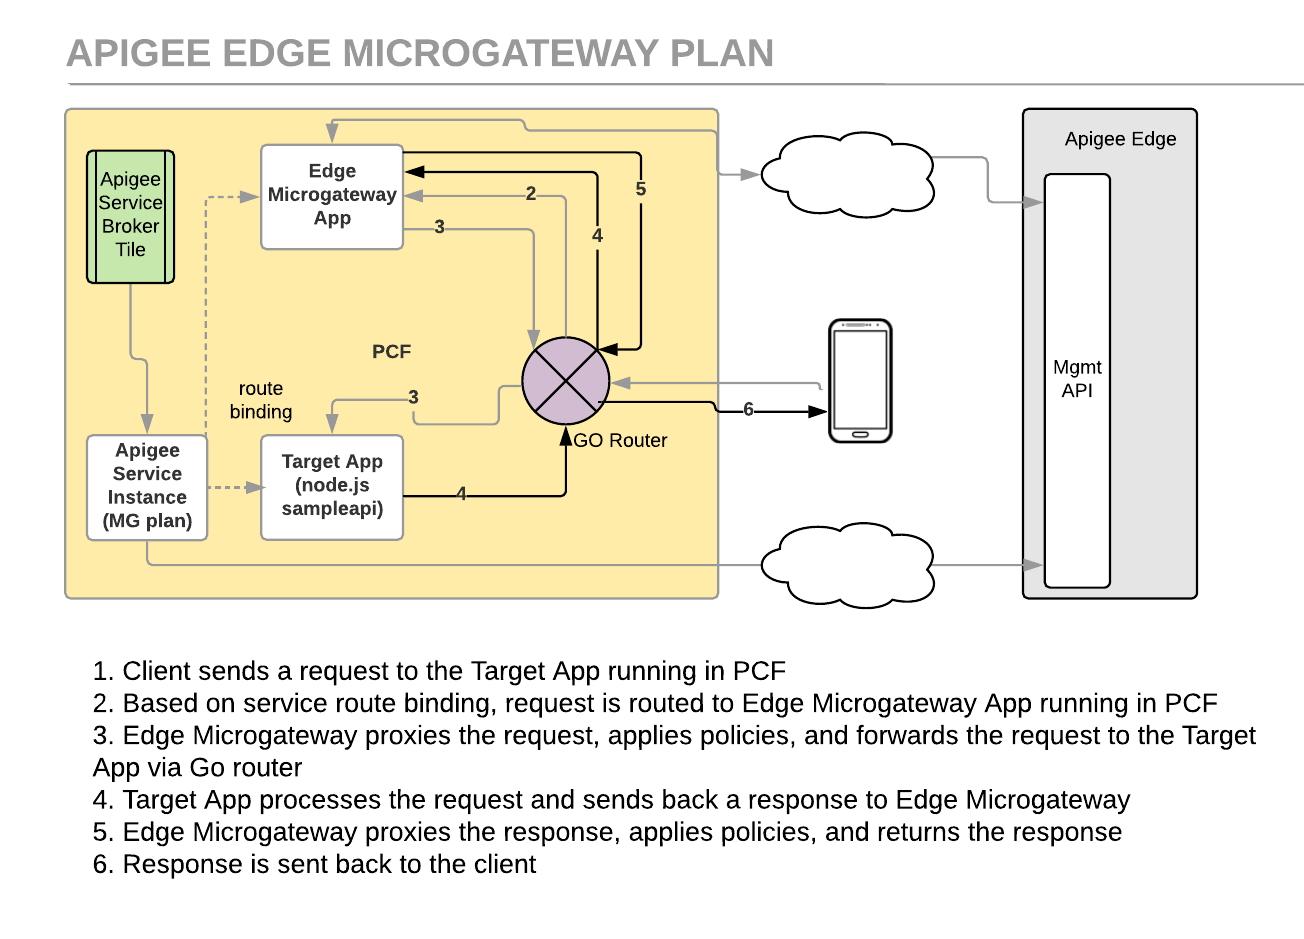 APIGEE EDGE MICROGATEWAY PLAN
Apigee
Service
Broker
Tile
Edge
Microgateway
App
2
3
4
5
Apigee Edge
PCF
route
binding
3
Mgmt
API
6
GO Router
Apigee
Service
Instance
(MG plan)
Target App
(node.js
sampleapi)
4
1. Client sends a request to the Target App running in PCF
2. Based on service route binding, request is routed to Edge Microgateway App running in PCF
3. Edge Microgateway proxies the request, applies policies, and forwards the request to the Target
App via Go router
4. Target App processes the request and sends back a response to Edge Microgateway
5. Edge Microgateway proxies the response, applies policies, and returns the response
6. Response is sent back to the client